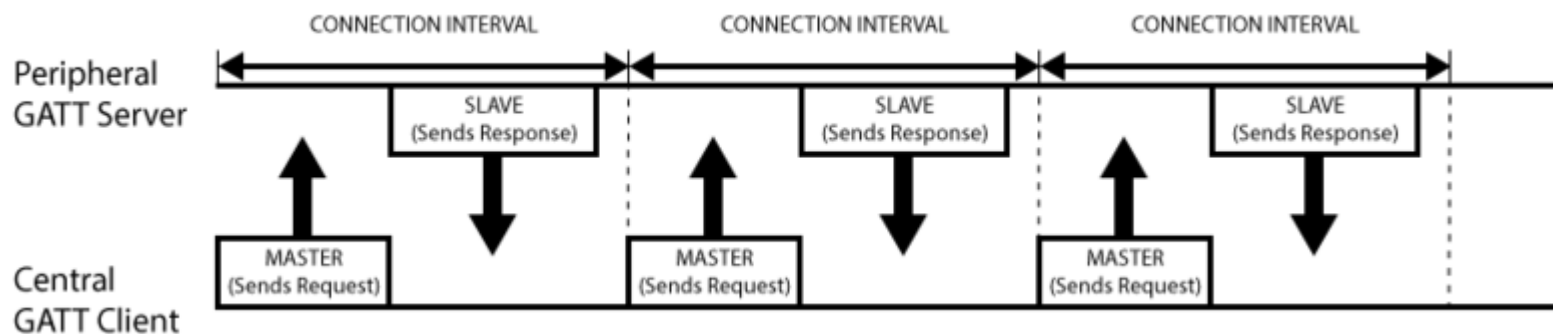 CONNECTION INTERVAL
CONNECTION INTERVAL
CONNECTION INTERVAL
Peripheral
GATT Server
SLAVE
(Sends Response)
SLAVE
(Sends Response)
SLAVE
(Sends Response)
MASTER
(Sends Request)
MASTER
(Sends Request)
MASTER
(Sends Request)
Central
GATT Client